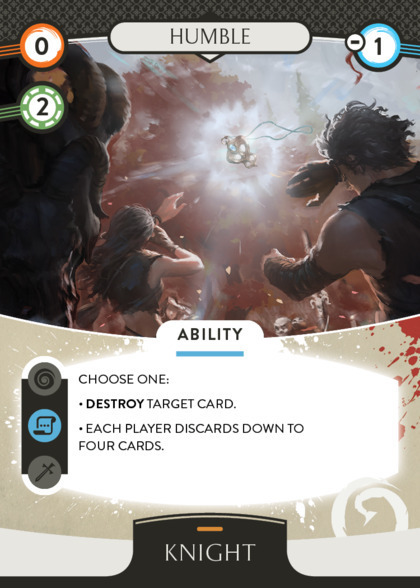 0
HUMBLE
-1
2
ABILITY
CHOOSE ONE:
• DESTROY TARGET CARD.
• EACH PLAYER DISCARDS DOWN TO
FOUR CARDS.
KNIGHT